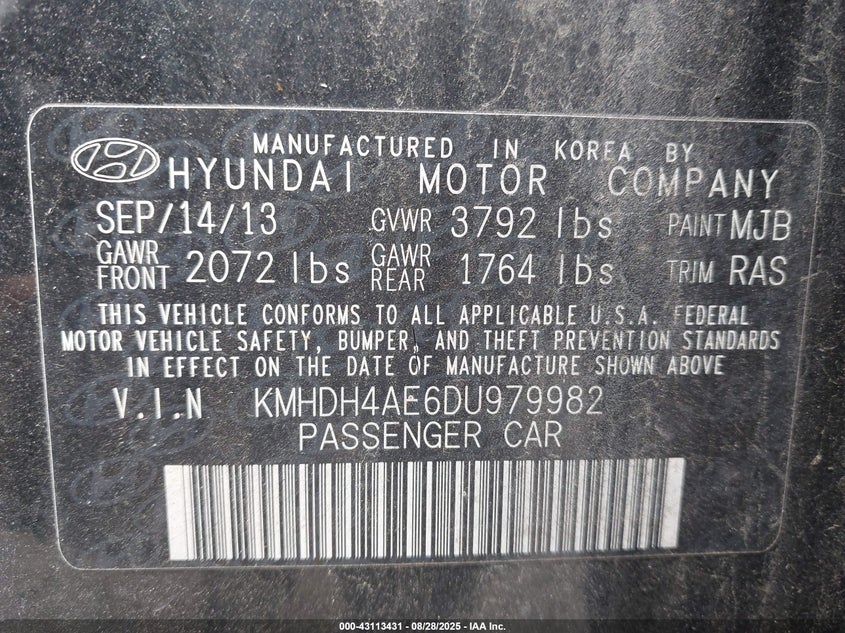 MANUFACTURED IN KOREA BY
HYUNDAI MOTOR COMPANY
SEP/14/13 GVWR 3792 lbs PAINT MJB
GAWR FRONT 2072 lbs GAWR REAR 1764 lbs TRIM RAS
THIS VEHICLE CONFORMS TO ALL APPLICABLE U.S.A. FEDERAL
MOTOR VEHICLE SAFETY, BUMPER, AND THEFT PREVENTION STANDARDS
IN EFFECT ON THE DATE OF MANUFACTURE SHOWN ABOVE
V.I.N KMHDH4AE6DU979982
PASSENGER CAR
000-43113431 | 08/28/2025 - IAA Inc.